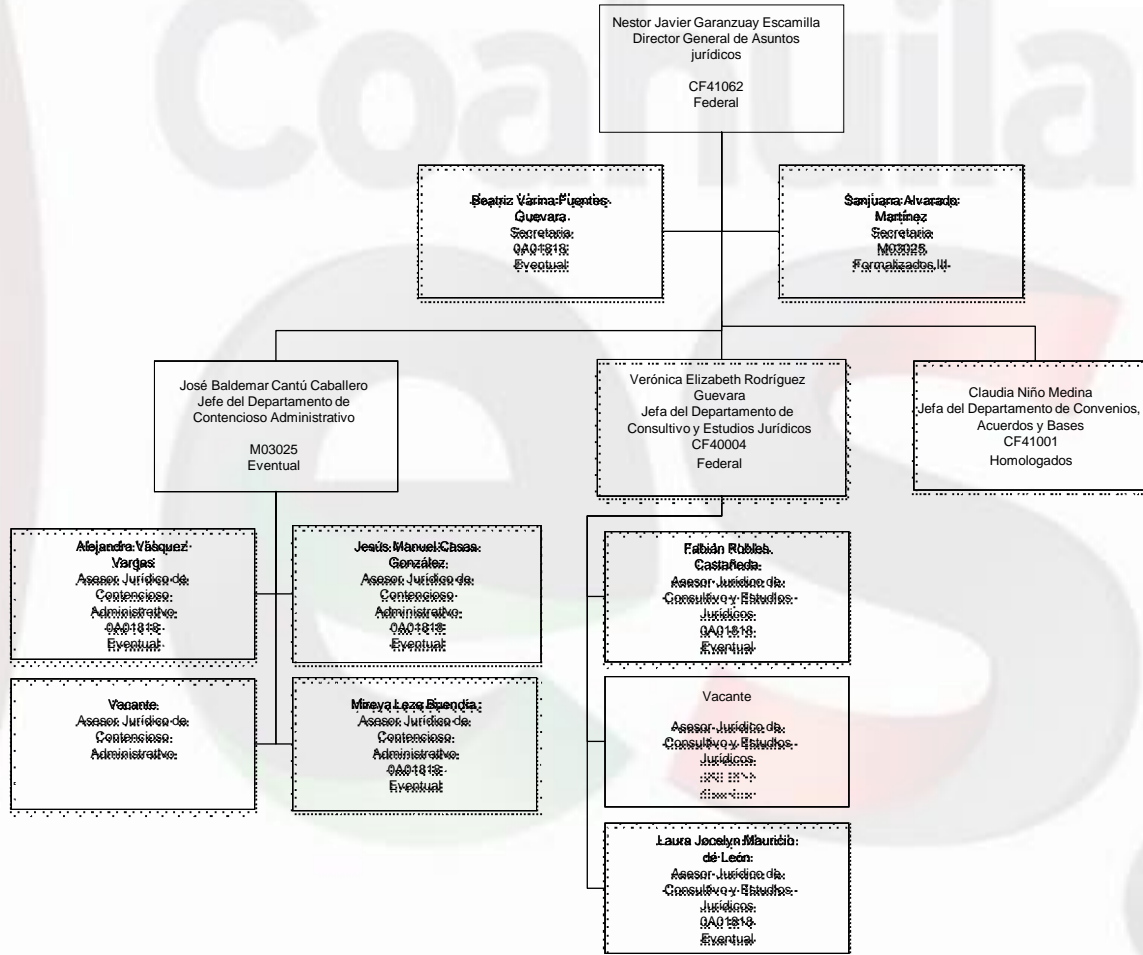 Coahuila
es
Nestor Javier Garanzuay Escamilla
Director General de Asuntos
jurídicos
CF41062
Federal
Beatriz Varina Fuentes
Guevara
Secretaria
0A01818
Eventual
Sanjuana Alvarado
Martínez
Secretaria
M03025
Formalizados III
José Baldemar Cantú Caballero
Jefe del Departamento de
Contencioso Administrativo
M03025
Eventual
Verónica Elizabeth Rodríguez
Guevara
Jefa del Departamento de
Consultivo y Estudios Jurídicos
CF40004
Federal
Claudia Niño Medina
Jefa del Departamento de Convenios,
Acuerdos y Bases
CF41001
Homologados
Alejandra Vásquez
Vargas
Asesor Jurídico de
Contencioso
Administrativo
0A01818
Eventual
Jesús Manuel Casas
González
Asesor Jurídico de
Contencioso
Administrativo
0A01818
Eventual
Fabián Robles
Castañeda
Asesor Jurídico de
Consultivo y Estudios
Jurídicos
0A01818
Eventual
Vacante
Asesor Jurídico de
Contencioso
Administrativo
Mireya Leze Buendía
Asesor Jurídico de
Contencioso
Administrativo
0A01818
Eventual
Vacante
Asesor Jurídico de
Consultivo y Estudios
Jurídicos
Laura Jocelyn Mauricio
de León
Asesor Jurídico de
Consultivo y Estudios
Jurídicos
0A01818
Eventual